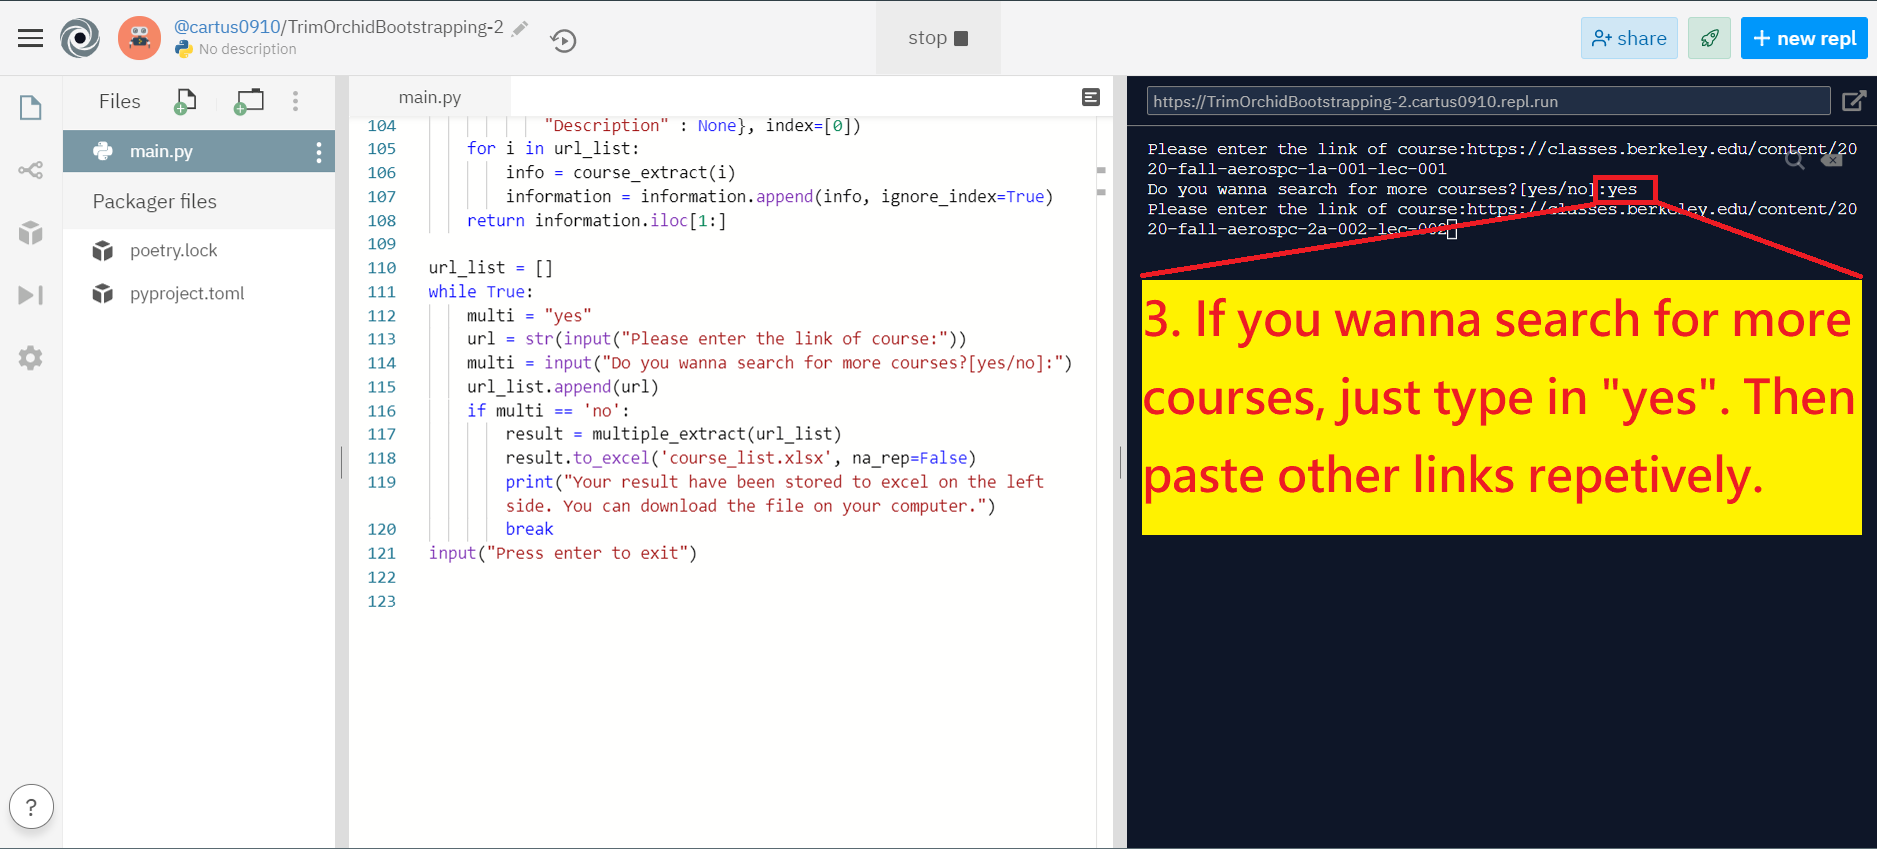 @cartus0910/TrimOrchidBootstrapping-2
No description
stop
share
+ new repl
Files
main.py
Packager files
poetry.lock
pyproject.toml
?
main.py
104 "Description" : None}, index=[0])
105 for i in url_list:
106 info = course_extract(i)
107 information = information.append(info, ignore_index=True)
108 return information.iloc[1:]
109
110 url_list = []
111 while True:
112 multi = "yes"
113 url = str(input("Please enter the link of course:"))
114 multi = input("Do you wanna search for more courses?[yes/no]:")
115 url_list.append(url)
116 if multi == 'no':
117 result = multiple_extract(url_list)
118 result.to_excel('course_list.xlsx', na_rep=False)
119 print("Your result have been stored to excel on the left
side. You can download the file on your computer.")
120 break
121 input("Press enter to exit")
122
123
https://TrimOrchidBootstrapping-2.cartus0910.repl.run
Please enter the link of course:https://classes.berkeley.edu/content/20
20-fall-aerospc-1a-001-lec-001
Do you wanna search for more courses?[yes/no]:yes
Please enter the link of course:https://classes.berkeley.edu/content/20
20-fall-aerospc-2a-002-lec-002
3. If you wanna search for more
courses, just type in "yes". Then
paste other links repetively.